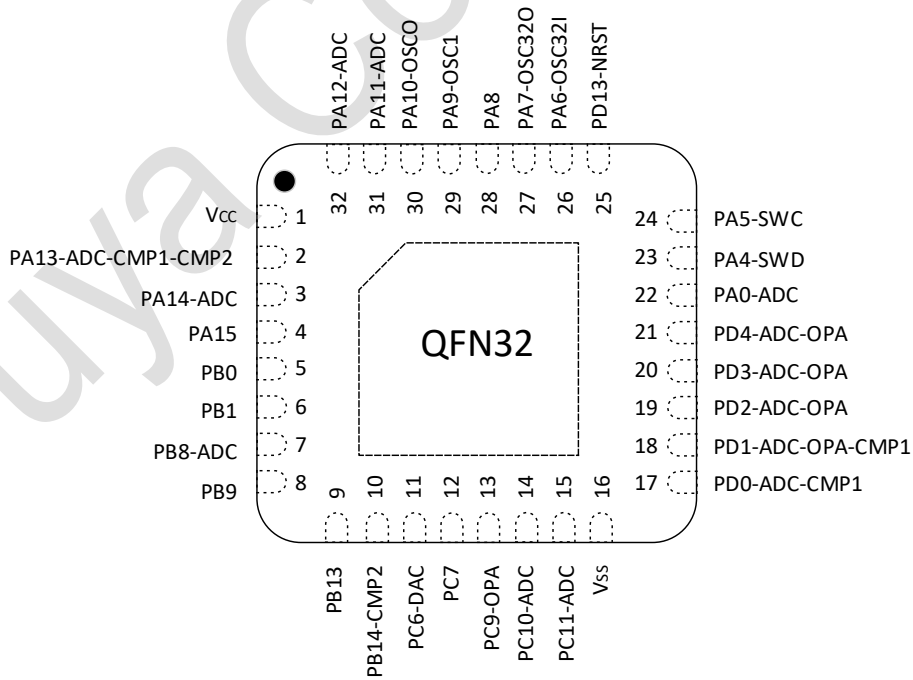 PA12-ADC
PA11-ADC
PA10-OSCO
PA9-OSC1
PA8
PA7-OSC32O
PA6-OSC32I
PD13-NRST
32
31
30
29
28
27
26
25
Vcc 1
PA13-ADC-CMP1-CMP2 2
PA14-ADC 3
PA15 4
PB0 5
PB1 6
PB8-ADC 7
PB9 8
QFN32
24 PA5-SWC
23 PA4-SWD
22 PA0-ADC
21 PD4-ADC-OPA
20 PD3-ADC-OPA
19 PD2-ADC-OPA
18 PD1-ADC-OPA-CMP1
17 PD0-ADC-CMP1
9
10
11
12
13
14
15
16
PB13
PB14-CMP2
PC6-DAC
PC7
PC9-OPA
PC10-ADC
PC11-ADC
Vss